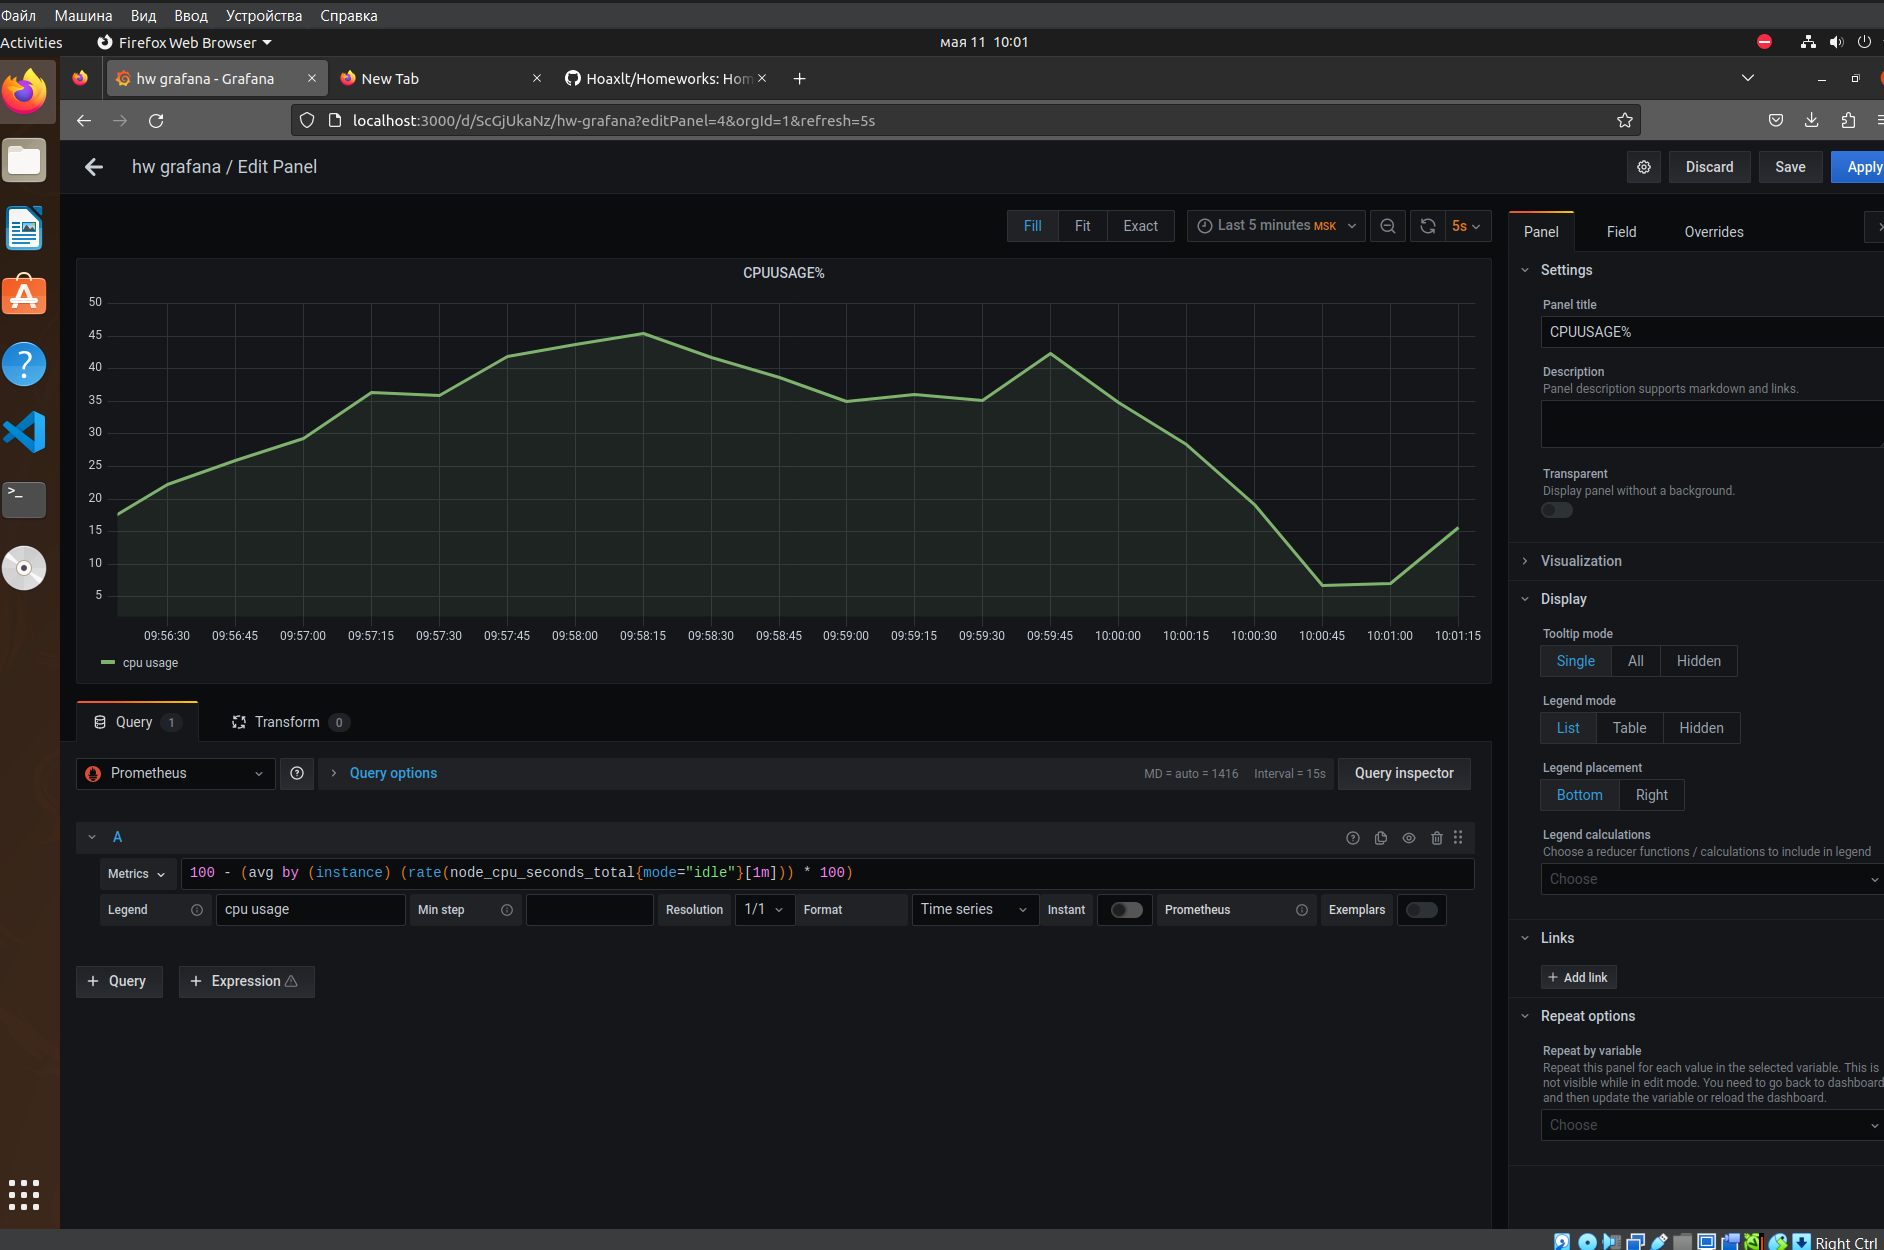 Файл Машина Вид Ввод Устройства Справка
Activities Firefox Web Browser мая 11 10:01
hw grafana - Grafana New Tab Hoaxlt/Homeworks: Hom
localhost:3000/d/ScGjUkaNz/hw-grafana?editPanel=4&orgId=1&refresh=5s
hw grafana / Edit Panel Discard Save Apply
Fill Fit Exact Last 5 minutes MSK 5s
Panel Field Overrides
CPUUSAGE%
50
45
40
35
30
25
20
15
10
5
09:56:30 09:56:45 09:57:00 09:57:15 09:57:30 09:57:45 09:58:00 09:58:15 09:58:30 09:58:45 09:59:00 09:59:15 09:59:30 09:59:45 10:00:00 10:00:15 10:00:30 10:00:45 10:01:00 10:01:15
cpu usage
Query 1 Transform 0
Prometheus Query options MD = auto = 1416 Interval = 15s Query inspector
A
Metrics 100 - (avg by (instance) (rate(node_cpu_seconds_total{mode="idle"}[1m])) * 100)
Legend cpu usage Min step Resolution 1/1 Format Time series Instant Prometheus Exemplars
+ Query + Expression
Settings
Panel title
CPUUSAGE%
Description
Panel description supports markdown and links.
Transparent
Display panel without a background.
Visualization
Display
Tooltip mode
Single All Hidden
Legend mode
List Table Hidden
Legend placement
Bottom Right
Legend calculations
Choose a reducer functions / calculations to include in legend
Choose
Links
+ Add link
Repeat options
Repeat by variable
Repeat this panel for each value in the selected variable. This is
not visible while in edit mode. You need to go back to dashboard
and then update the variable or reload the dashboard.
Choose
Right Ctrl